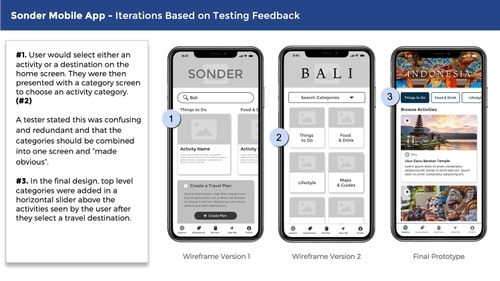 Sonder Mobile App - Iterations Based on Testing Feedback
#1. User would select either an
activity or a destination on the
home screen. They were then
presented with a category screen
to choose an activity category.
(#2)
A tester stated this was confusing
and redundant and that the
categories should be combined
into one screen and "made
obvious".
#3. In the final design, top level
categories were added in a
horizontal slider above the
activities seen by the user after
they select a travel destination.
SONDER
Bali
Things to Do
Food & D
1
Activity Name
Create a Travel Plan
+ Create Plan
Wireframe Version 1
BALI
Search Categories
2
Things
to Do
Food
& Drink
Lifestyle
Maps
& Guides
Wireframe Version 2
INDONESIA
3
Things to Do
Food & Drink
Lifestyle
Browse Activities
Ulun Danu Beratan Temple
Final Prototype